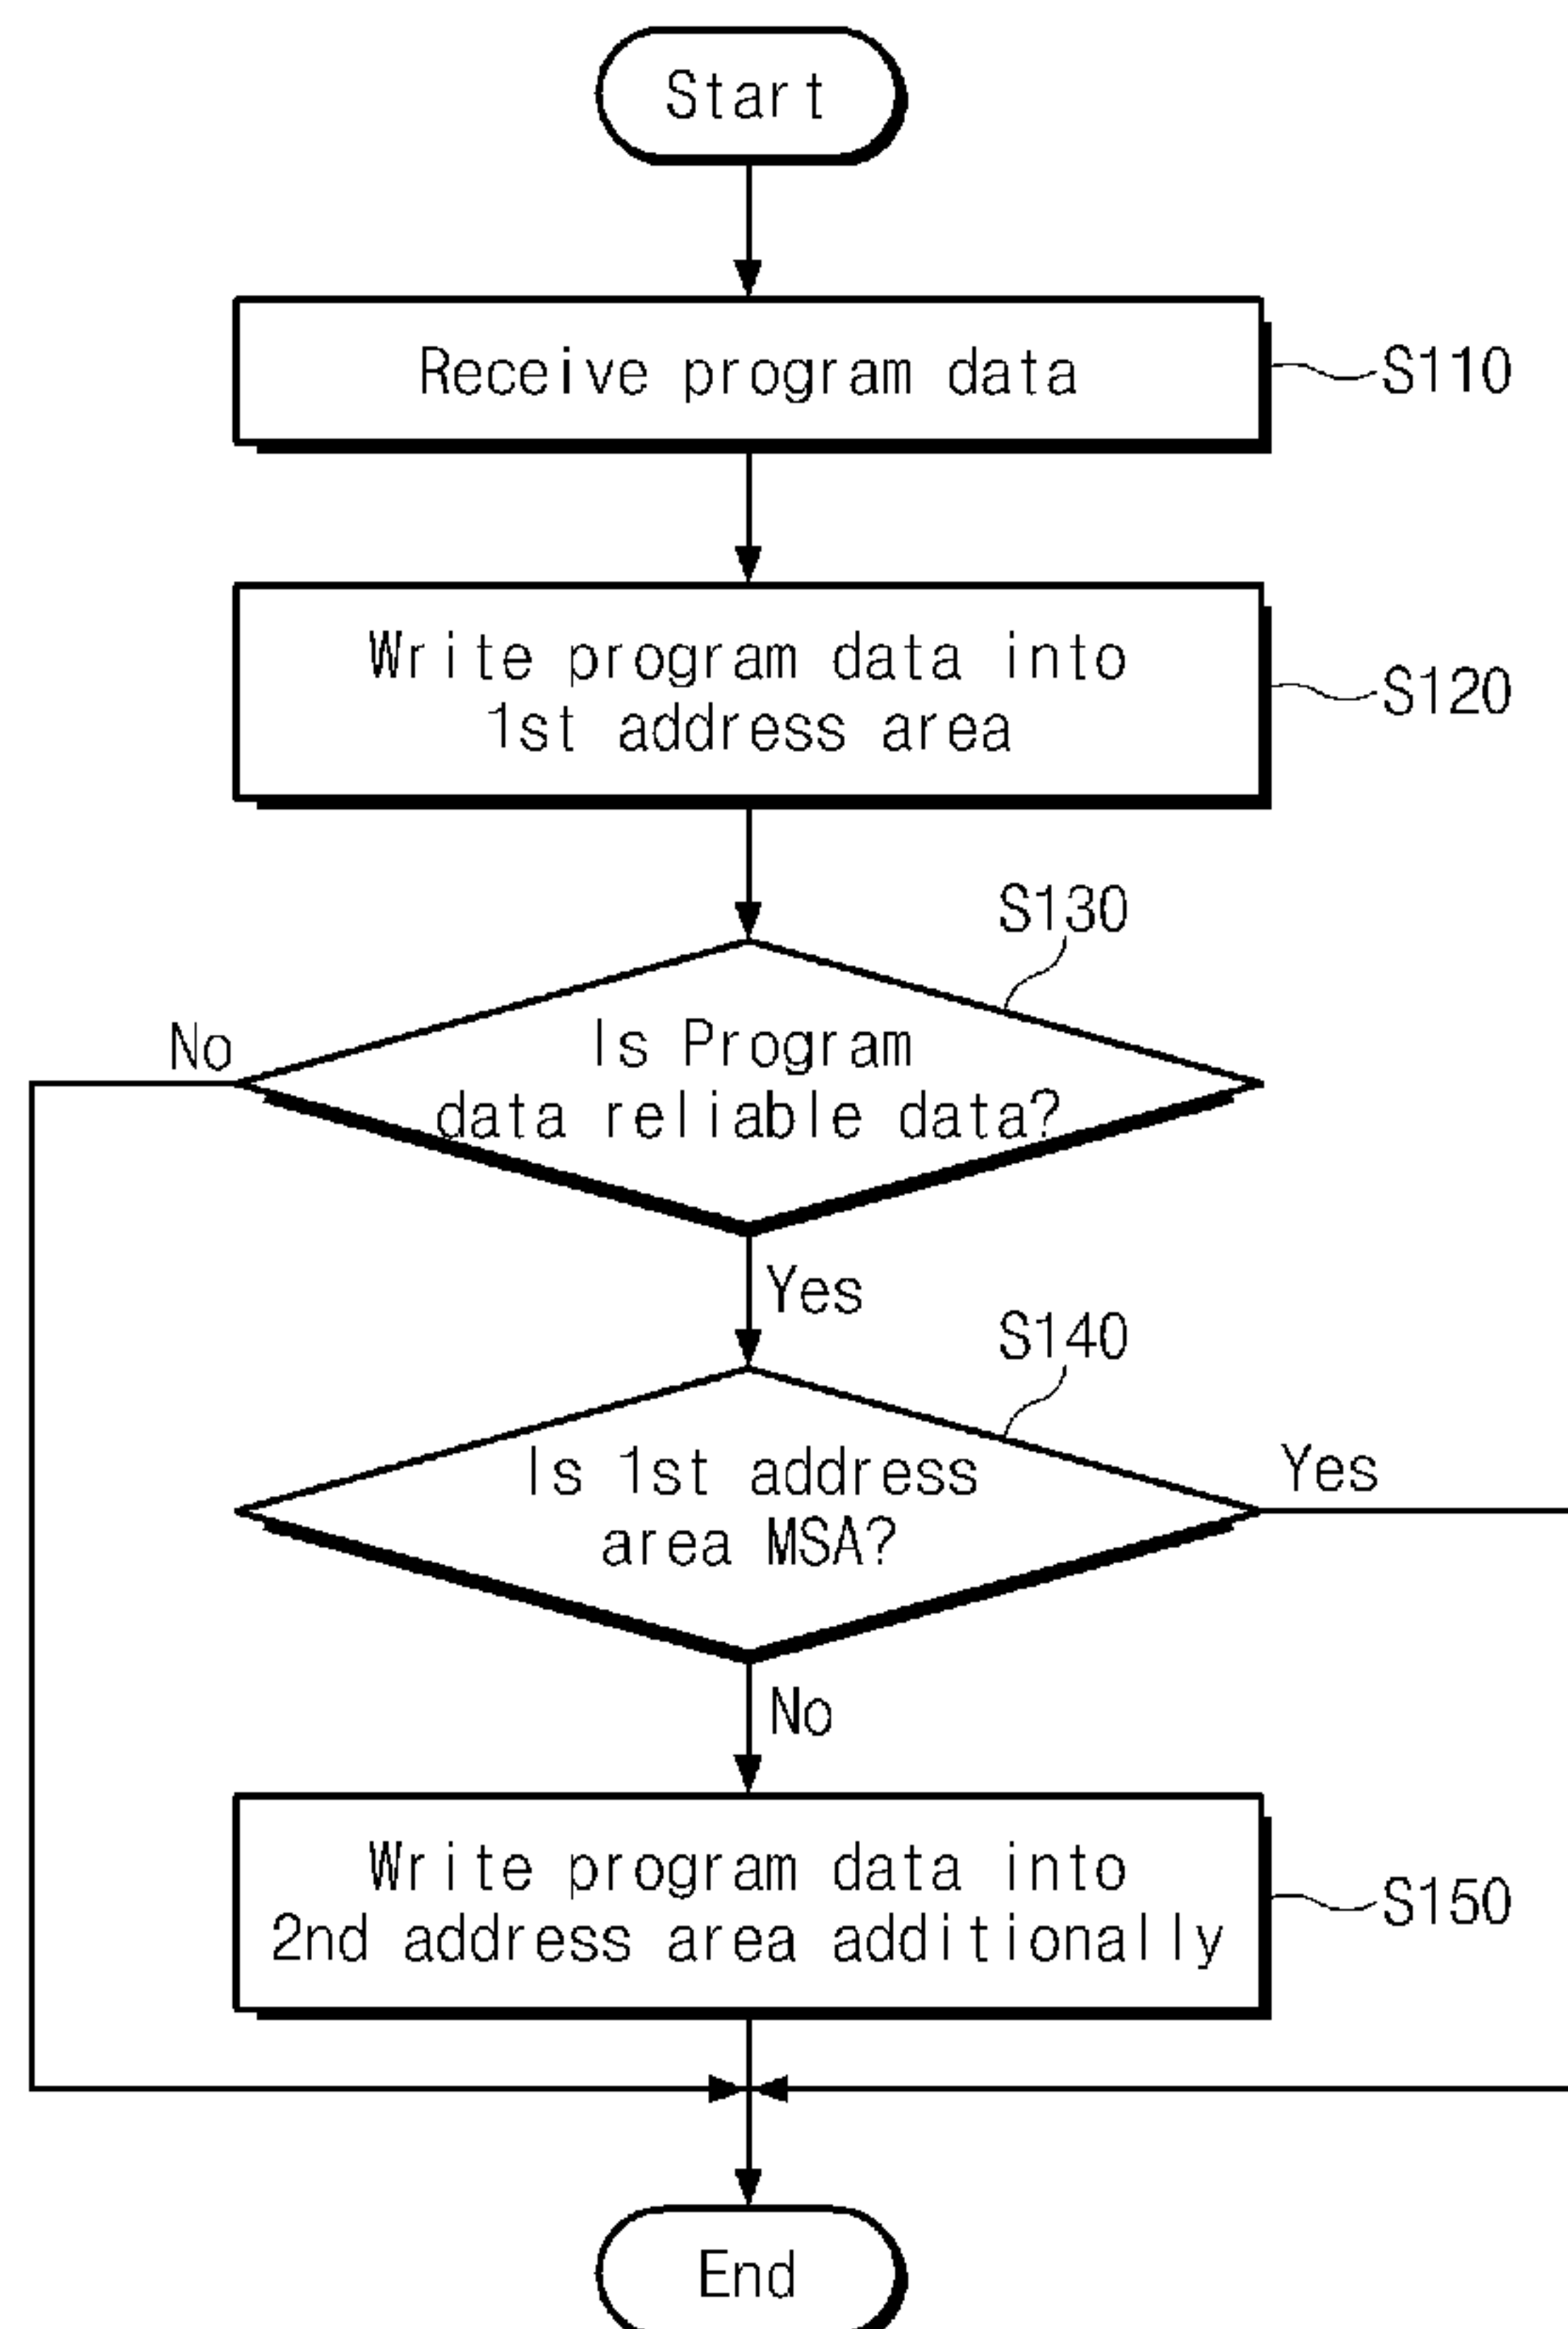 Start
Receive program data
S110
Write program data into
1st address area
S120
S130
No
Is Program
data reliable data?
Yes
S140
Is 1st address
area MSA?
Yes
No
Write program data into
2nd address area additionally
S150
End